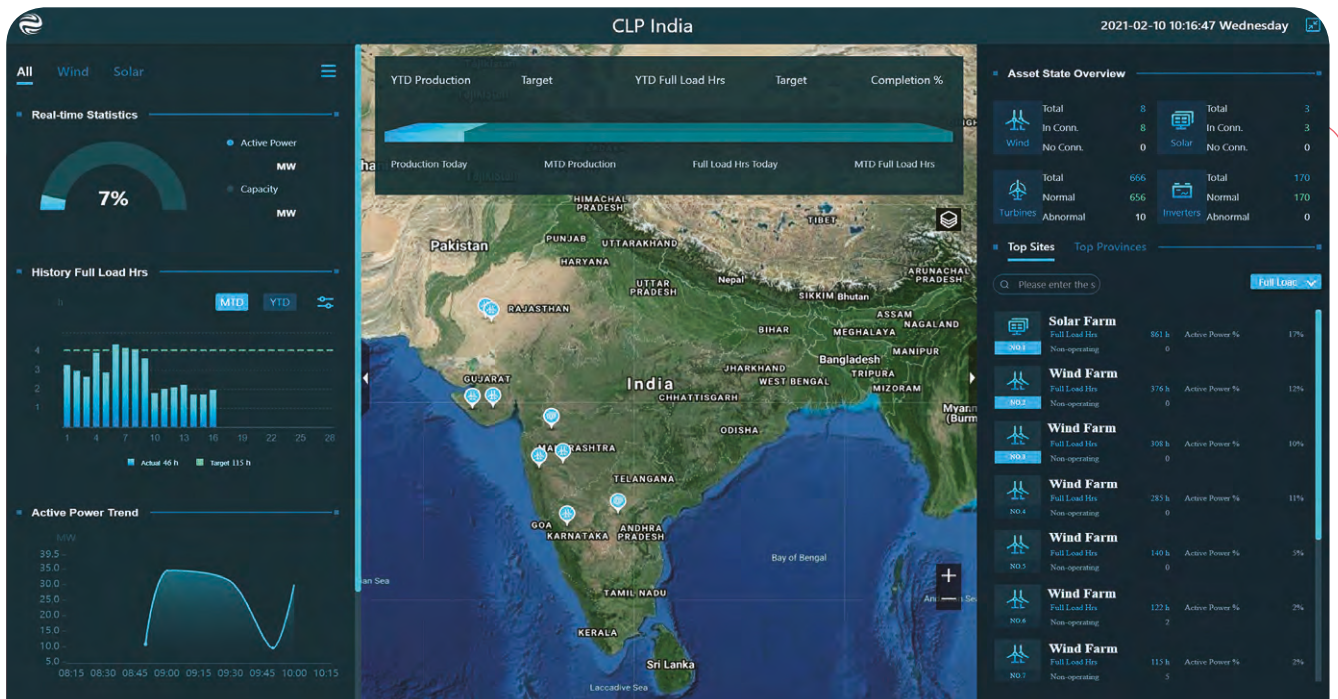 CLP India
2021-02-10 10:16:47 Wednesday
All Wind Solar
Real-time Statistics
Active Power
MW
Capacity
MW
7%
History Full Load Hrs
h
MTD YTD
4
3
2
1
1 4 7 10 13 16 19 22 25 28
Actual 46 h Target 115 h
Active Power Trend
MW
39.5
35.0
30.0
25.0
20.0
15.0
10.0
5.0
08:15 08:30 08:45 09:00 09:15 09:30 09:45 10:00 10:15
YTD Production Target YTD Full Load Hrs Target Completion %
Production Today MTD Production Full Load Hrs Today MTD Full Load Hrs
HIMACHAL
PRADESH
TIBET
Pakistan
PUNJAB
UTTARAKHAND
HARYANA
Nepal
ARUNACHAL
PRADESH
UTTAR
PRADESH
SIKKIM Bhutan
RAJASTHAN
ASSAM
NAGALAND
BIHAR
MEGHALAYA
MANIPUR
Bangladesh
JHARKHAND
TRIPURA
GUJARAT
India
WEST BENGAL
MIZORAM
CHHATTISGARH
Myanm
(Burm
ODISHA
MAHARASHTRA
TELANGANA
GOA
KARNATAKA
ANDHRA
PRADESH
Bay of Bengal
an Sea
TAMIL NADU
KERALA
Sri Lanka
Laccadive Sea
Asset State Overview
Wind
Total 8
In Conn. 8
No Conn. 0
Solar
Total 3
In Conn. 3
No Conn. 0
Turbines
Total 666
Normal 656
Abnormal 10
Inverters
Total 170
Normal 170
Abnormal 0
Top Sites Top Provinces
Please enter the s
Full Loac
Solar Farm
NO.1
Full Load Hrs 861 h Active Power % 17%
Non-operating 0
Wind Farm
NO.2
Full Load Hrs 376 h Active Power % 12%
Non-operating 0
Wind Farm
NO.3
Full Load Hrs 308 h Active Power % 10%
Non-operating 0
Wind Farm
NO.4
Full Load Hrs 285 h Active Power % 11%
Non-operating 0
Wind Farm
NO.5
Full Load Hrs 140 h Active Power % 5%
Non-operating 0
Wind Farm
NO.6
Full Load Hrs 122 h Active Power % 2%
Non-operating 2
Wind Farm
NO.7
Full Load Hrs 115 h Active Power % 2%
Non-operating 5